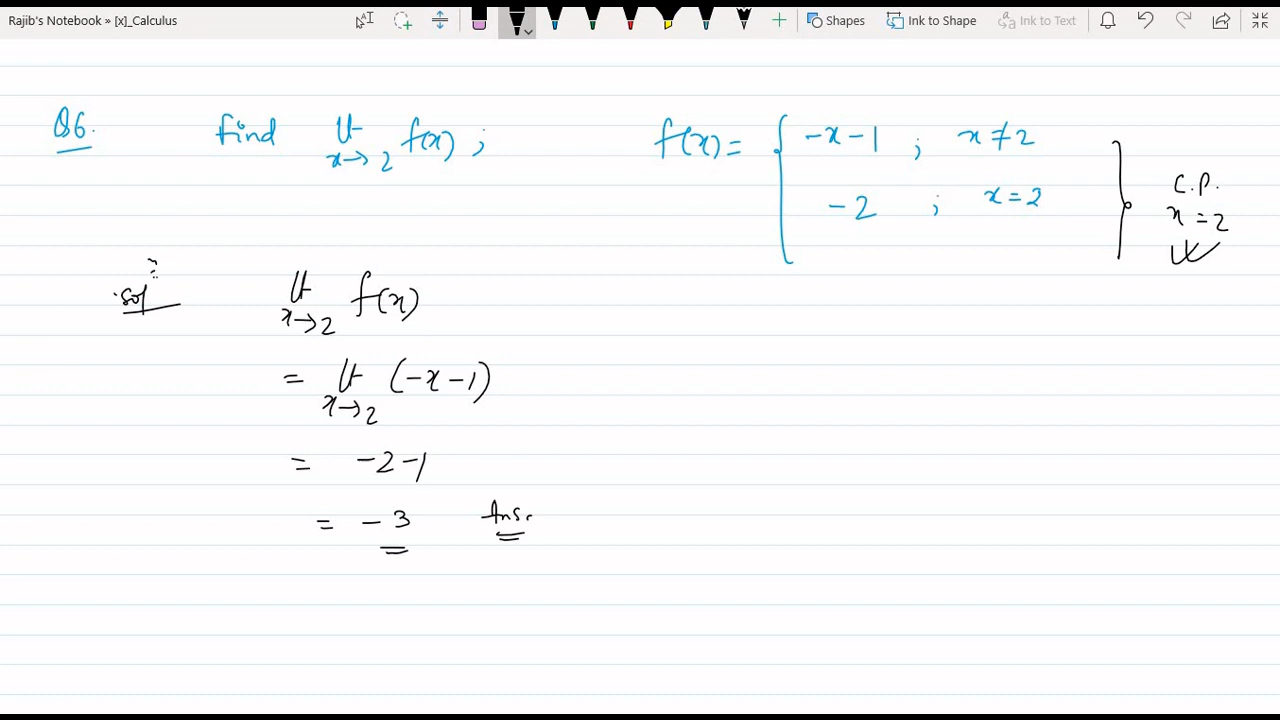 Rajib's Notebook » [x]_Calculus
Shapes
Ink to Shape
Ink to Text
Q6. find lt x→2 f(x) ; f(x) = { -x-1 ; x≠2
-2 ; x=2
C.P.
x = 2
Sol :
lt x→2 f(x)
= lt x→2 (-x-1)
= -2-1
= -3 Ans.